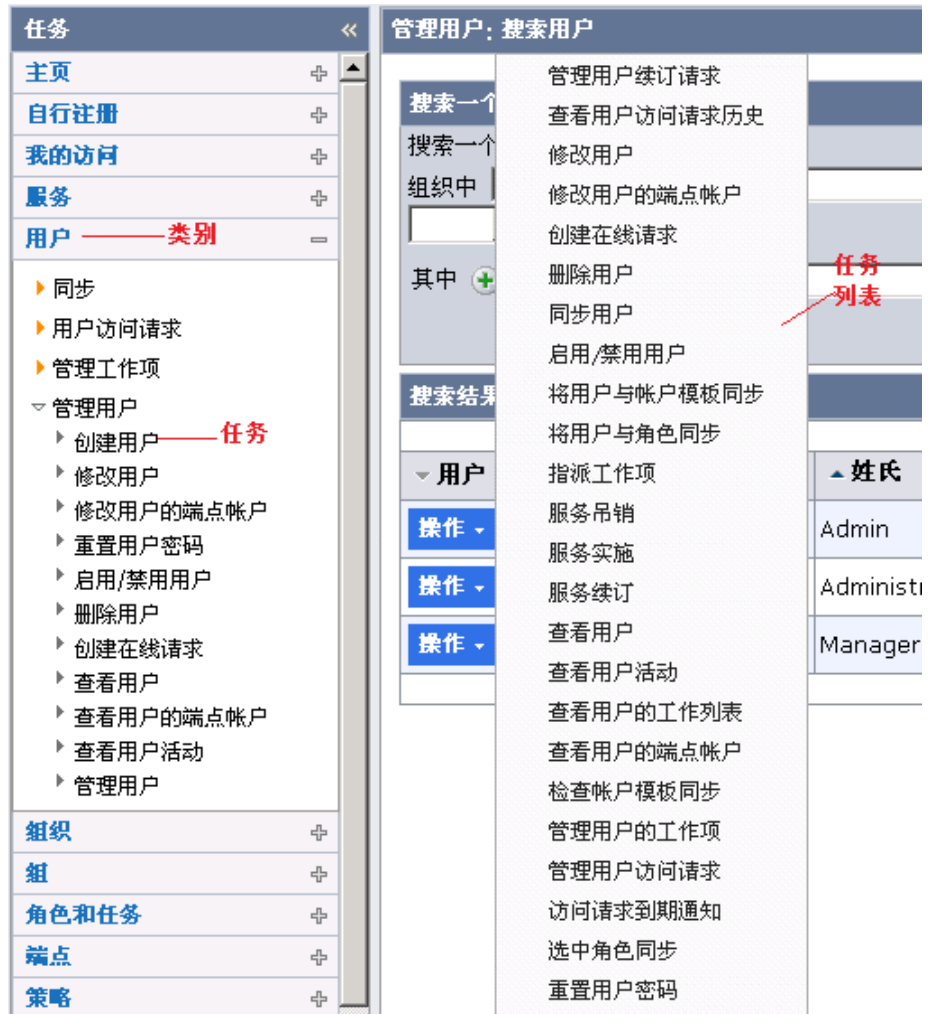 任务 «
主页
自行注册
我的访问
服务
用户 类别
同步
用户访问请求
管理工作项
管理用户
创建用户 任务
修改用户
修改用户的端点帐户
重置用户密码
启用/禁用用户
删除用户
创建在线请求
查看用户
查看用户的端点帐户
查看用户活动
管理用户
组织
组
角色和任务
端点
策略
管理用户: 搜索用户
搜索一个
搜索一个
组织中
其中
搜索结果
用户 姓氏
操作 Admin
操作 Administr
操作 Manager
管理用户续订请求
查看用户访问请求历史
修改用户
修改用户的端点帐户
创建在线请求
删除用户
同步用户
启用/禁用用户
将用户与帐户模板同步
将用户与角色同步
指派工作项
服务吊销
服务实施
服务续订
查看用户
查看用户活动
查看用户的工作列表
查看用户的端点帐户
检查帐户模板同步
管理用户的工作项
管理用户访问请求
访问请求到期通知
选中角色同步
重置用户密码
任务
列表